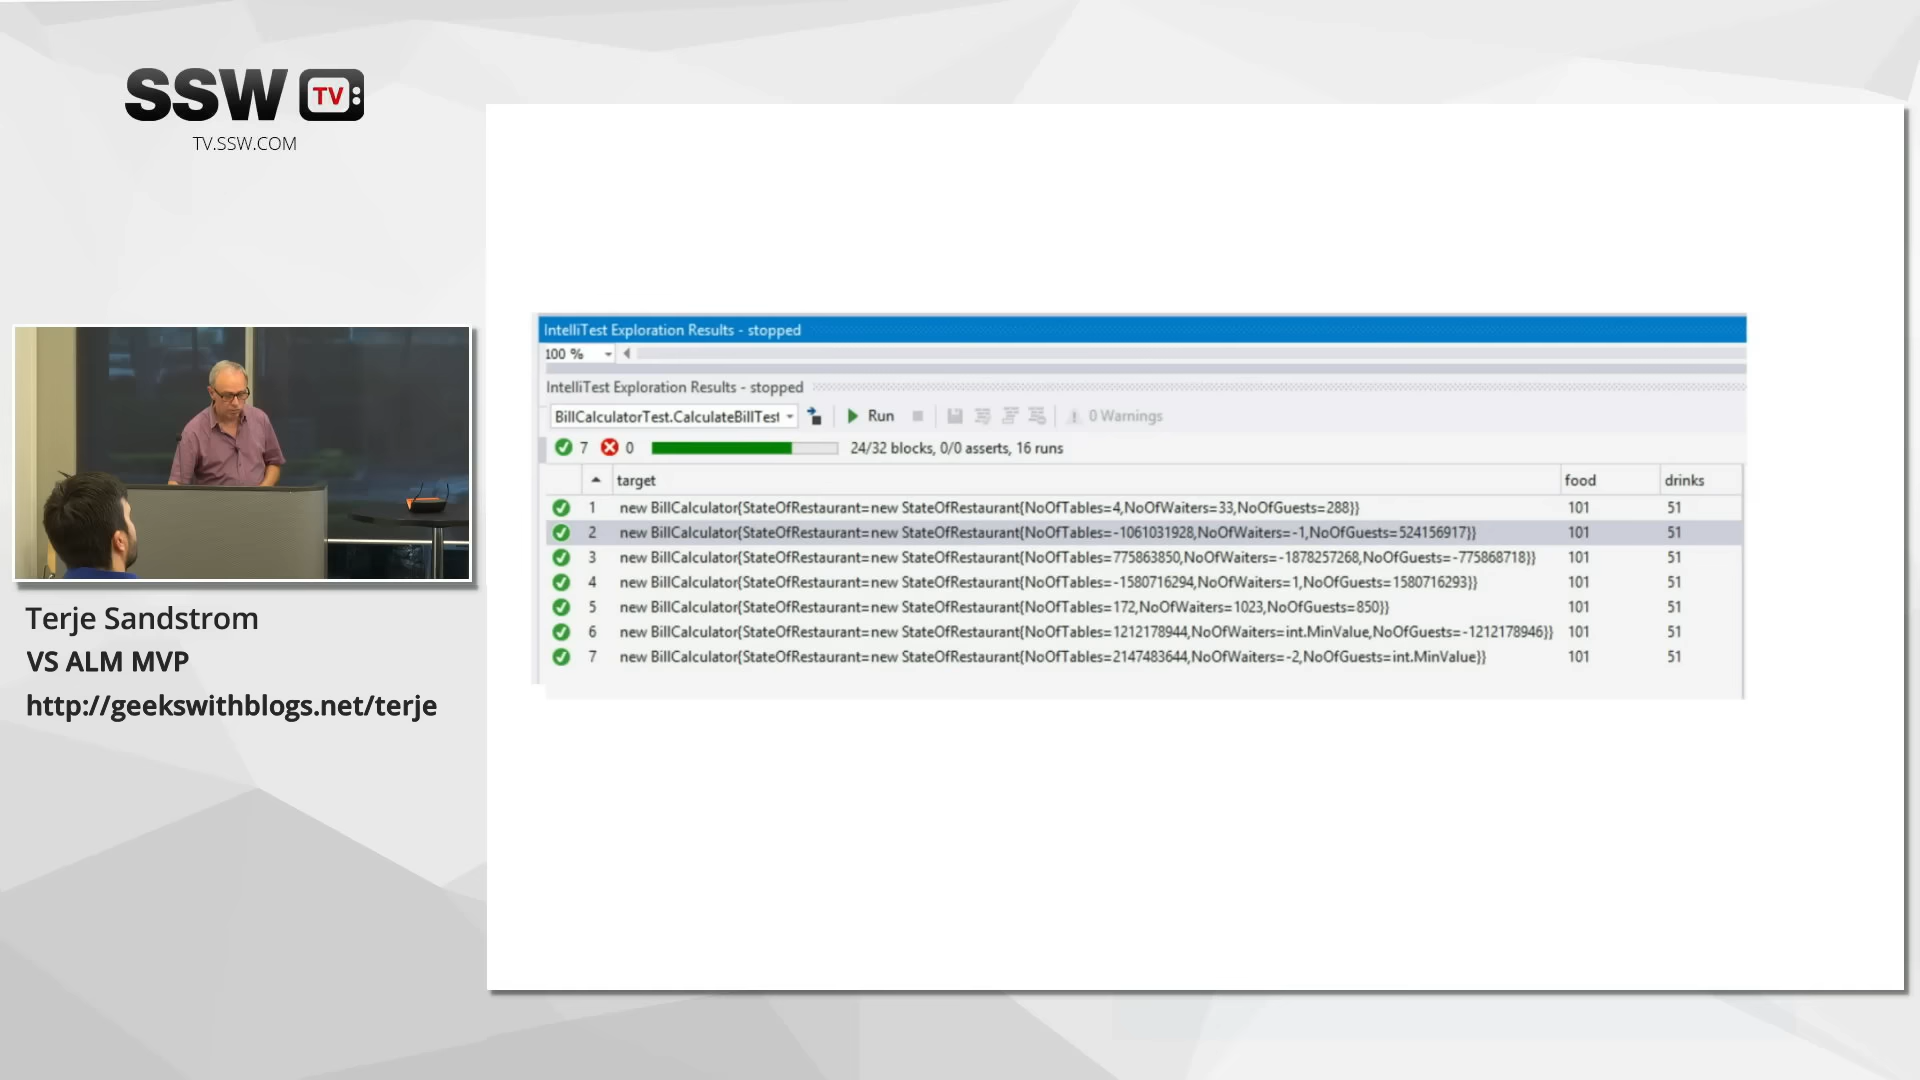 SSW TV:
TV.SSW.COM
Terje Sandstrom
VS ALM MVP
http://geekswithblogs.net/terje
IntelliTest Exploration Results - stopped
100 %
IntelliTest Exploration Results - stopped
BillCalculatorTest.CalculateBillTest Run 0 Warnings
7 0 24/32 blocks, 0/0 asserts, 16 runs
target food drinks
1 new BillCalculator{StateOfRestaurant=new StateOfRestaurant{NoOfTables=4,NoOfWaiters=33,NoOfGuests=288}} 101 51
2 new BillCalculator{StateOfRestaurant=new StateOfRestaurant{NoOfTables=-1061031928,NoOfWaiters=-1,NoOfGuests=524156917}} 101 51
3 new BillCalculator{StateOfRestaurant=new StateOfRestaurant{NoOfTables=775863850,NoOfWaiters=-1878257268,NoOfGuests=-775868718}} 101 51
4 new BillCalculator{StateOfRestaurant=new StateOfRestaurant{NoOfTables=-1580716294,NoOfWaiters=1,NoOfGuests=1580716293}} 101 51
5 new BillCalculator{StateOfRestaurant=new StateOfRestaurant{NoOfTables=172,NoOfWaiters=1023,NoOfGuests=850}} 101 51
6 new BillCalculator{StateOfRestaurant=new StateOfRestaurant{NoOfTables=1212178944,NoOfWaiters=int.MinValue,NoOfGuests=-1212178946}} 101 51
7 new BillCalculator{StateOfRestaurant=new StateOfRestaurant{NoOfTables=2147483644,NoOfWaiters=-2,NoOfGuests=int.MinValue}} 101 51